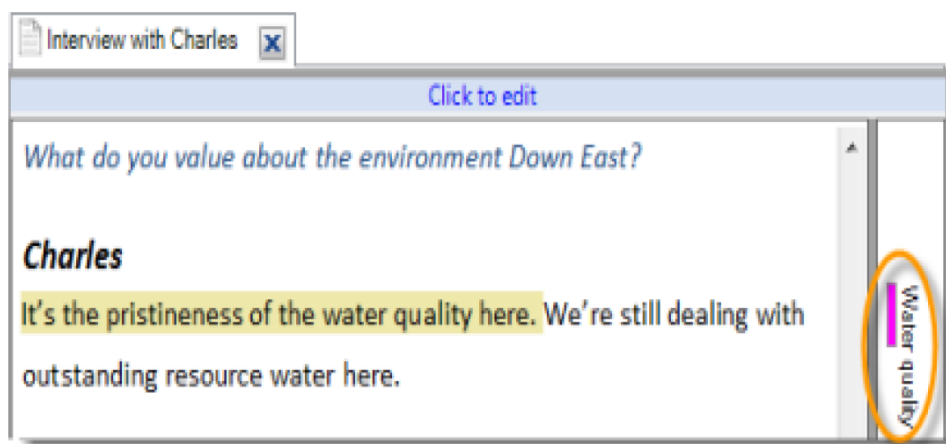 Interview with Charles
Click to edit
What do you value about the environment Down East?
Charles
It's the pristineness of the water quality here. We're still dealing with
outstanding resource water here.
Water quality